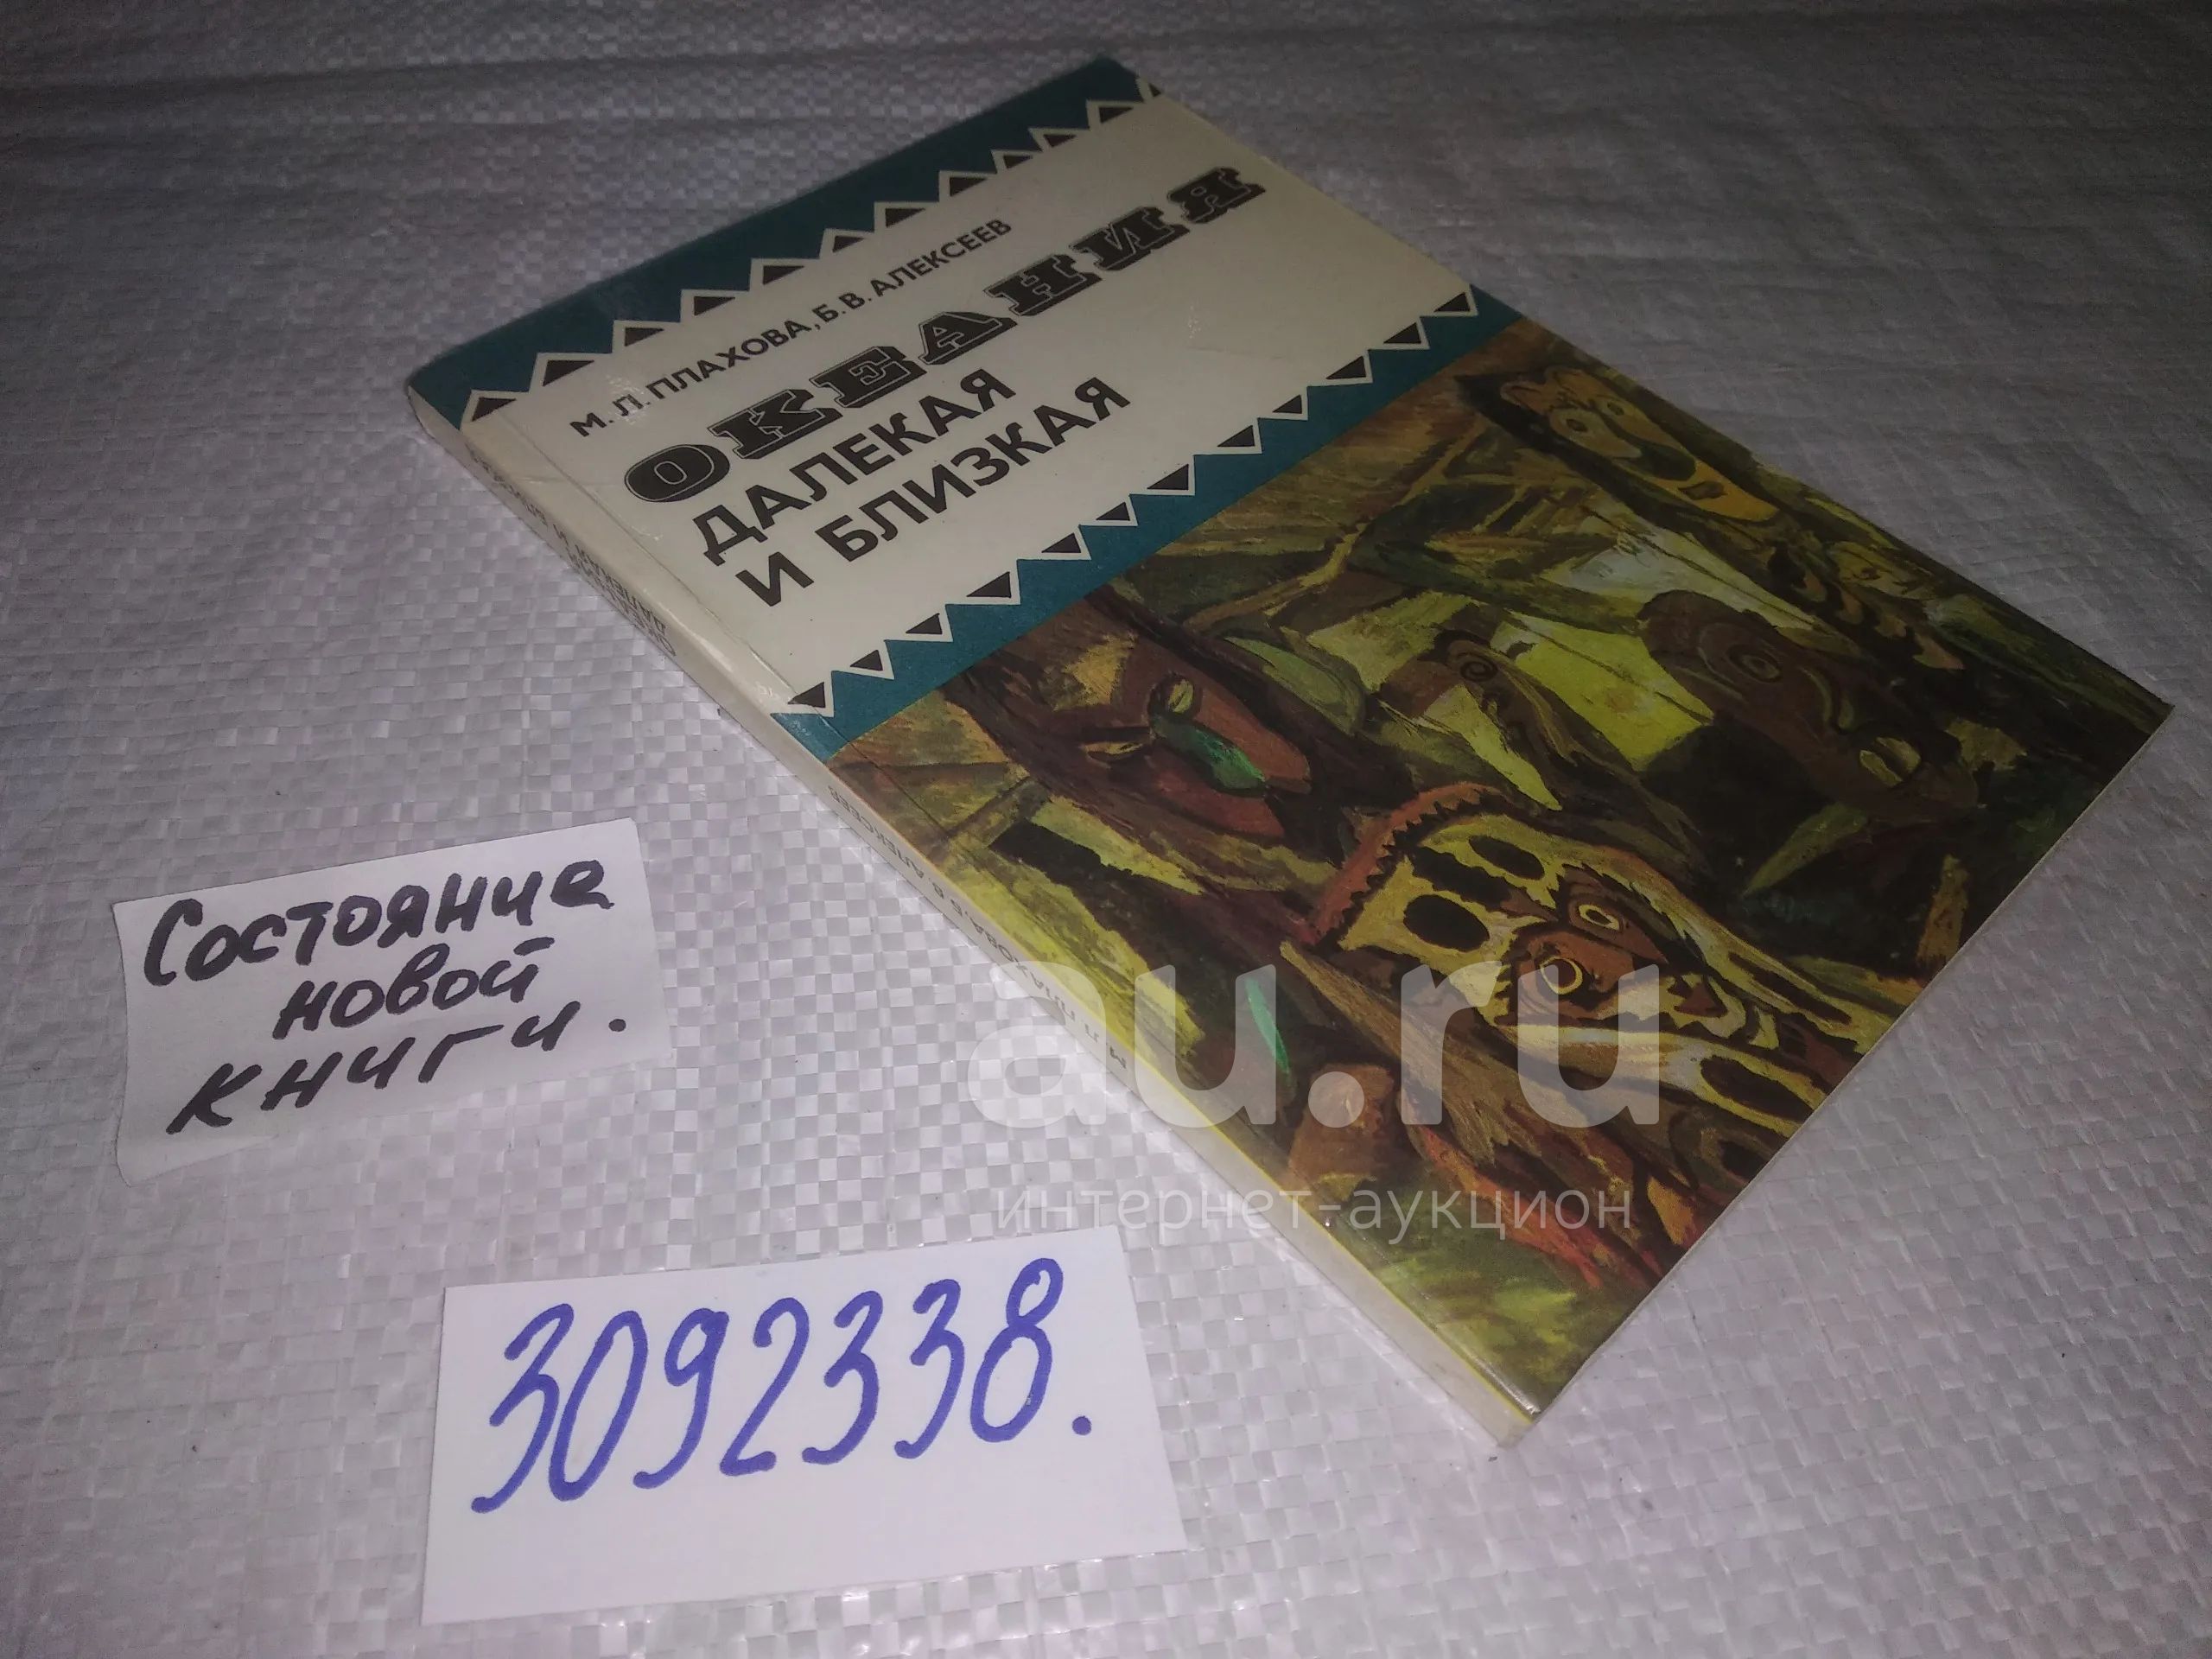 М. Л. ПЛАХОВА, Б. В. АЛЕКСЕЕВ
ОКЕАНИЯ
ДАЛЕКАЯ
И БЛИЗКАЯ
Состояние
новой
книги.
3092338.
au.ru
интернет-аукцион